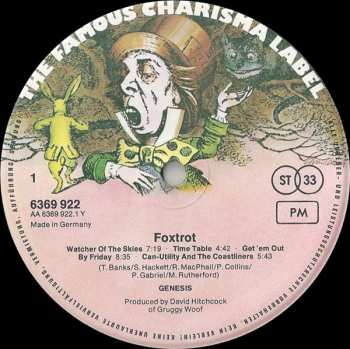 THE FAMOUS CHARISMA LABEL
1
6369 922
AA 6369 922.1 Y
Made in Germany
ST 33
PM
Foxtrot
Watcher Of The Skies 7:19 · Time Table 4:42 · Get 'em Out
By Friday 8:35 · Can-Utility And The Coastliners 5:43
(T. Banks/S. Hackett/R. MacPhail/P. Collins/
P. Gabriel/M. Rutherford)
GENESIS
Produced by David Hitchcock
of Gruggy Woof